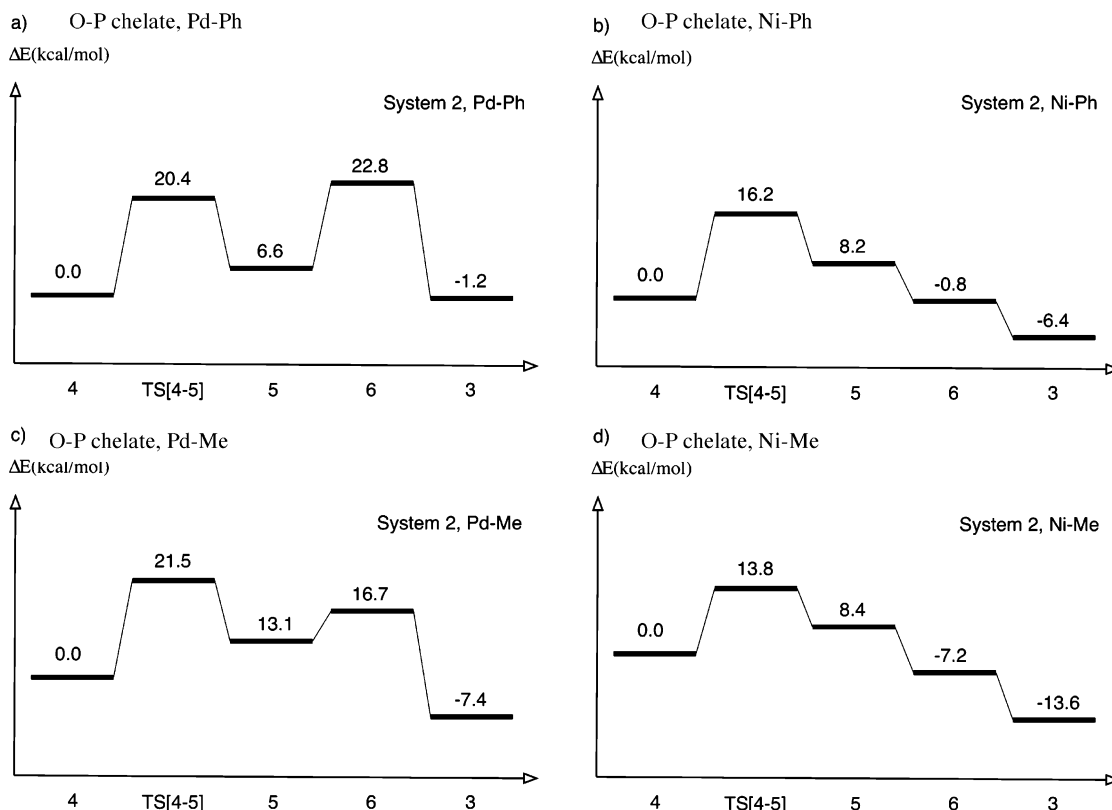 a) O-P chelate, Pd-Ph
ΔE(kcal/mol)
System 2, Pd-Ph
20.4
22.8
6.6
0.0
-1.2
4 TS[4-5] 5 6 3
b) O-P chelate, Ni-Ph
ΔE(kcal/mol)
System 2, Ni-Ph
16.2
0.0
8.2
-0.8
-6.4
4 TS[4-5] 5 6 3
c) O-P chelate, Pd-Me
ΔE(kcal/mol)
System 2, Pd-Me
21.5
16.7
13.1
0.0
-7.4
4 TS[4-5] 5 6 3
d) O-P chelate, Ni-Me
ΔE(kcal/mol)
System 2, Ni-Me
13.8
0.0
8.4
-7.2
-13.6
4 TS[4-5] 5 6 3